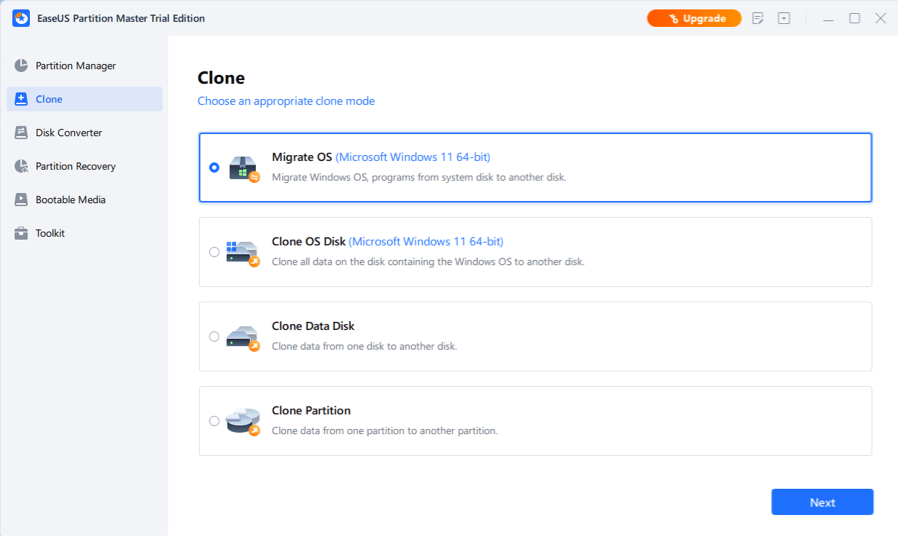 EaseUS Partition Master Trial Edition
Upgrade
Partition Manager
Clone
Disk Converter
Partition Recovery
Bootable Media
Toolkit
Clone
Choose an appropriate clone mode
Migrate OS (Microsoft Windows 11 64-bit)
Migrate Windows OS, programs from system disk to another disk.
Clone OS Disk (Microsoft Windows 11 64-bit)
Clone all data on the disk containing the Windows OS to another disk.
Clone Data Disk
Clone data from one disk to another disk.
Clone Partition
Clone data from one partition to another partition.
Next